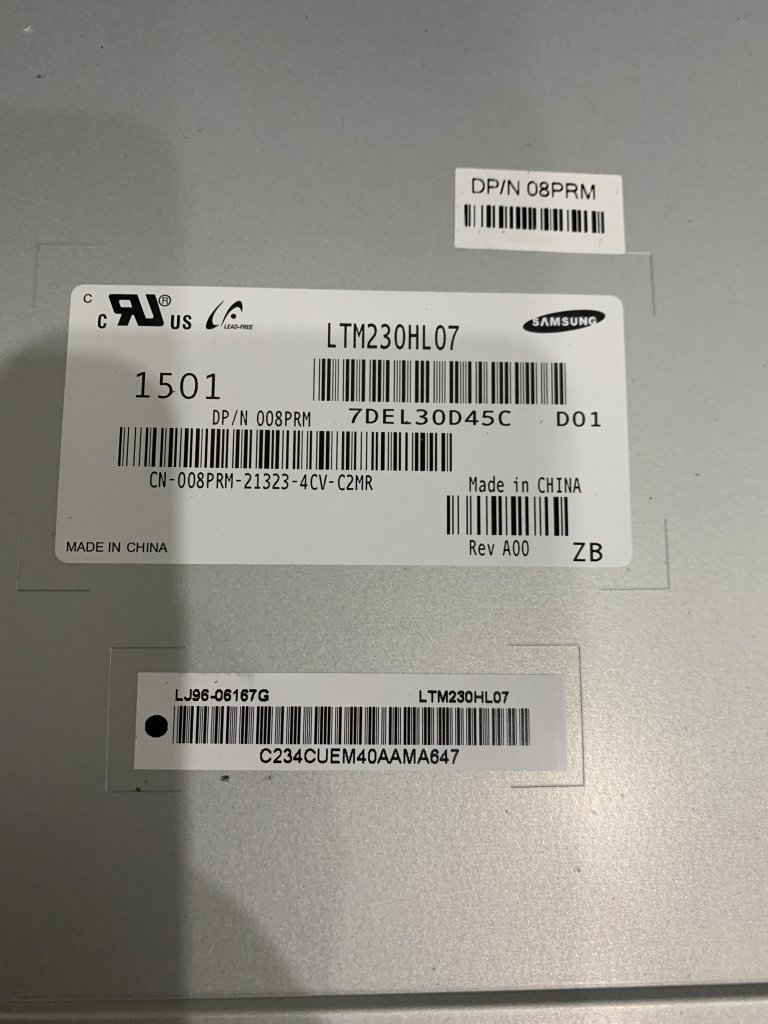 DP/N 08PRM
C
c RU® US LEAD-FREE
SAMSUNG
LTM230HL07
1501
DP/N 008PRM 7DEL30D45C D01
CN-008PRM-21323-4CV-C2MR
Made in CHINA
MADE IN CHINA
Rev A00 ZB
LJ96-06167G LTM230HL07
C234CUEM40AAMA647